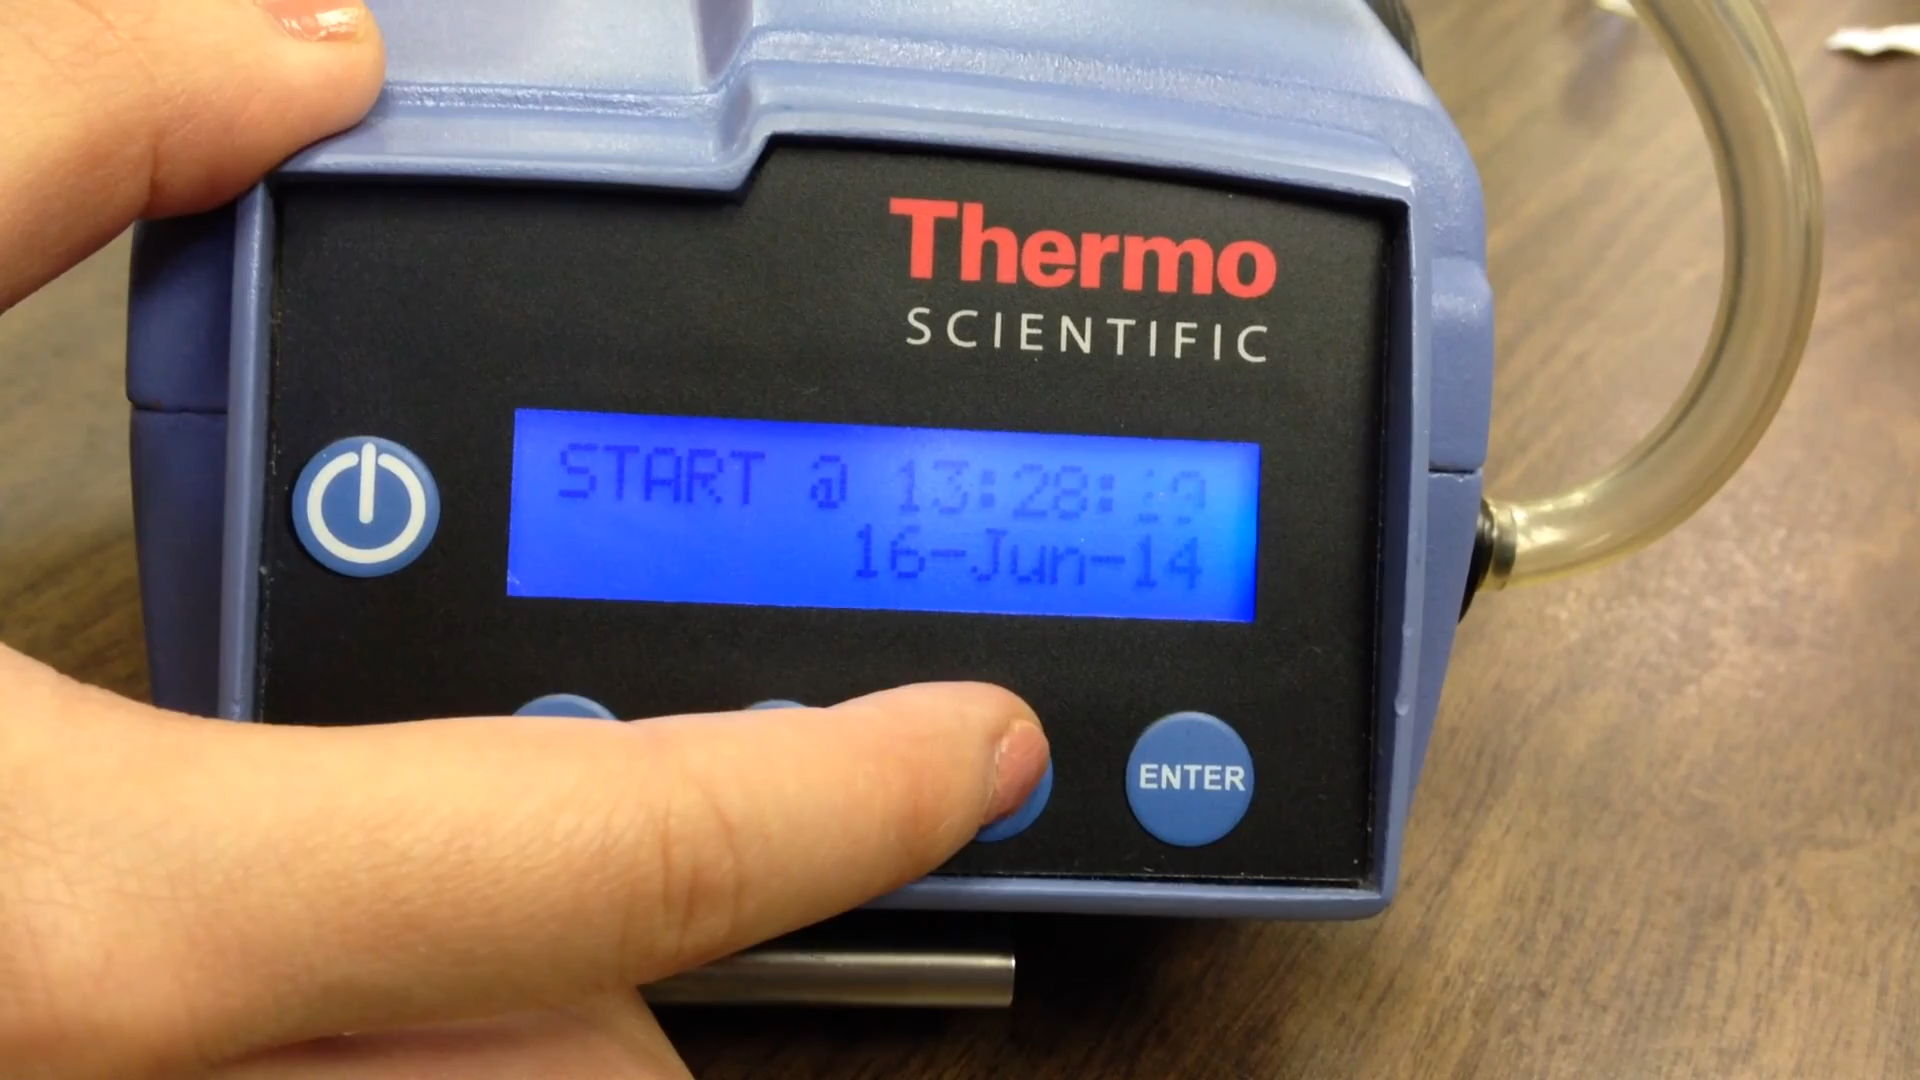 Thermo
SCIENTIFIC
START @ 13:28:
16-Jun-14
ENTER